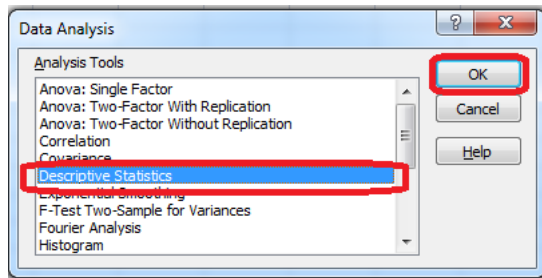 Data Analysis
?
Analysis Tools
Anova: Single Factor
Anova: Two-Factor With Replication
Anova: Two-Factor Without Replication
Correlation
Covariance
Descriptive Statistics
Exponential Smoothing
F-Test Two-Sample for Variances
Fourier Analysis
Histogram
OK
Cancel
Help